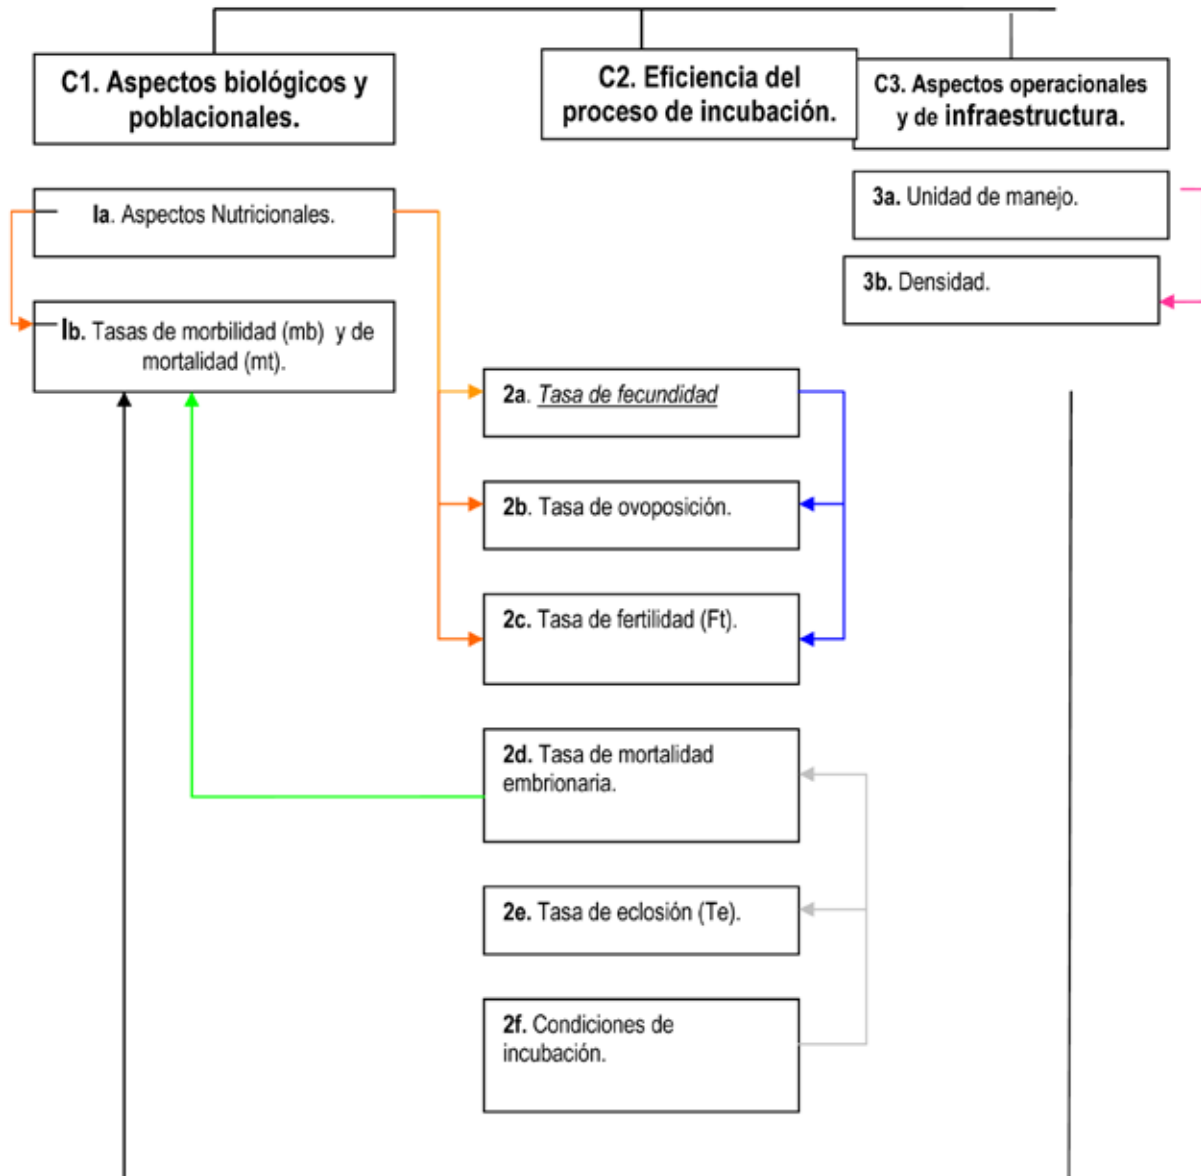 C1. Aspectos biológicos y
poblacionales.
C2. Eficiencia del
proceso de incubación.
C3. Aspectos operacionales
y de infraestructura.
Ia. Aspectos Nutricionales.
Ib. Tasas de morbilidad (mb) y de
mortalidad (mt).
3a. Unidad de manejo.
3b. Densidad.
2a. Tasa de fecundidad
2b. Tasa de ovoposición.
2c. Tasa de fertilidad (Ft).
2d. Tasa de mortalidad
embrionaria.
2e. Tasa de eclosión (Te).
2f. Condiciones de
incubación.